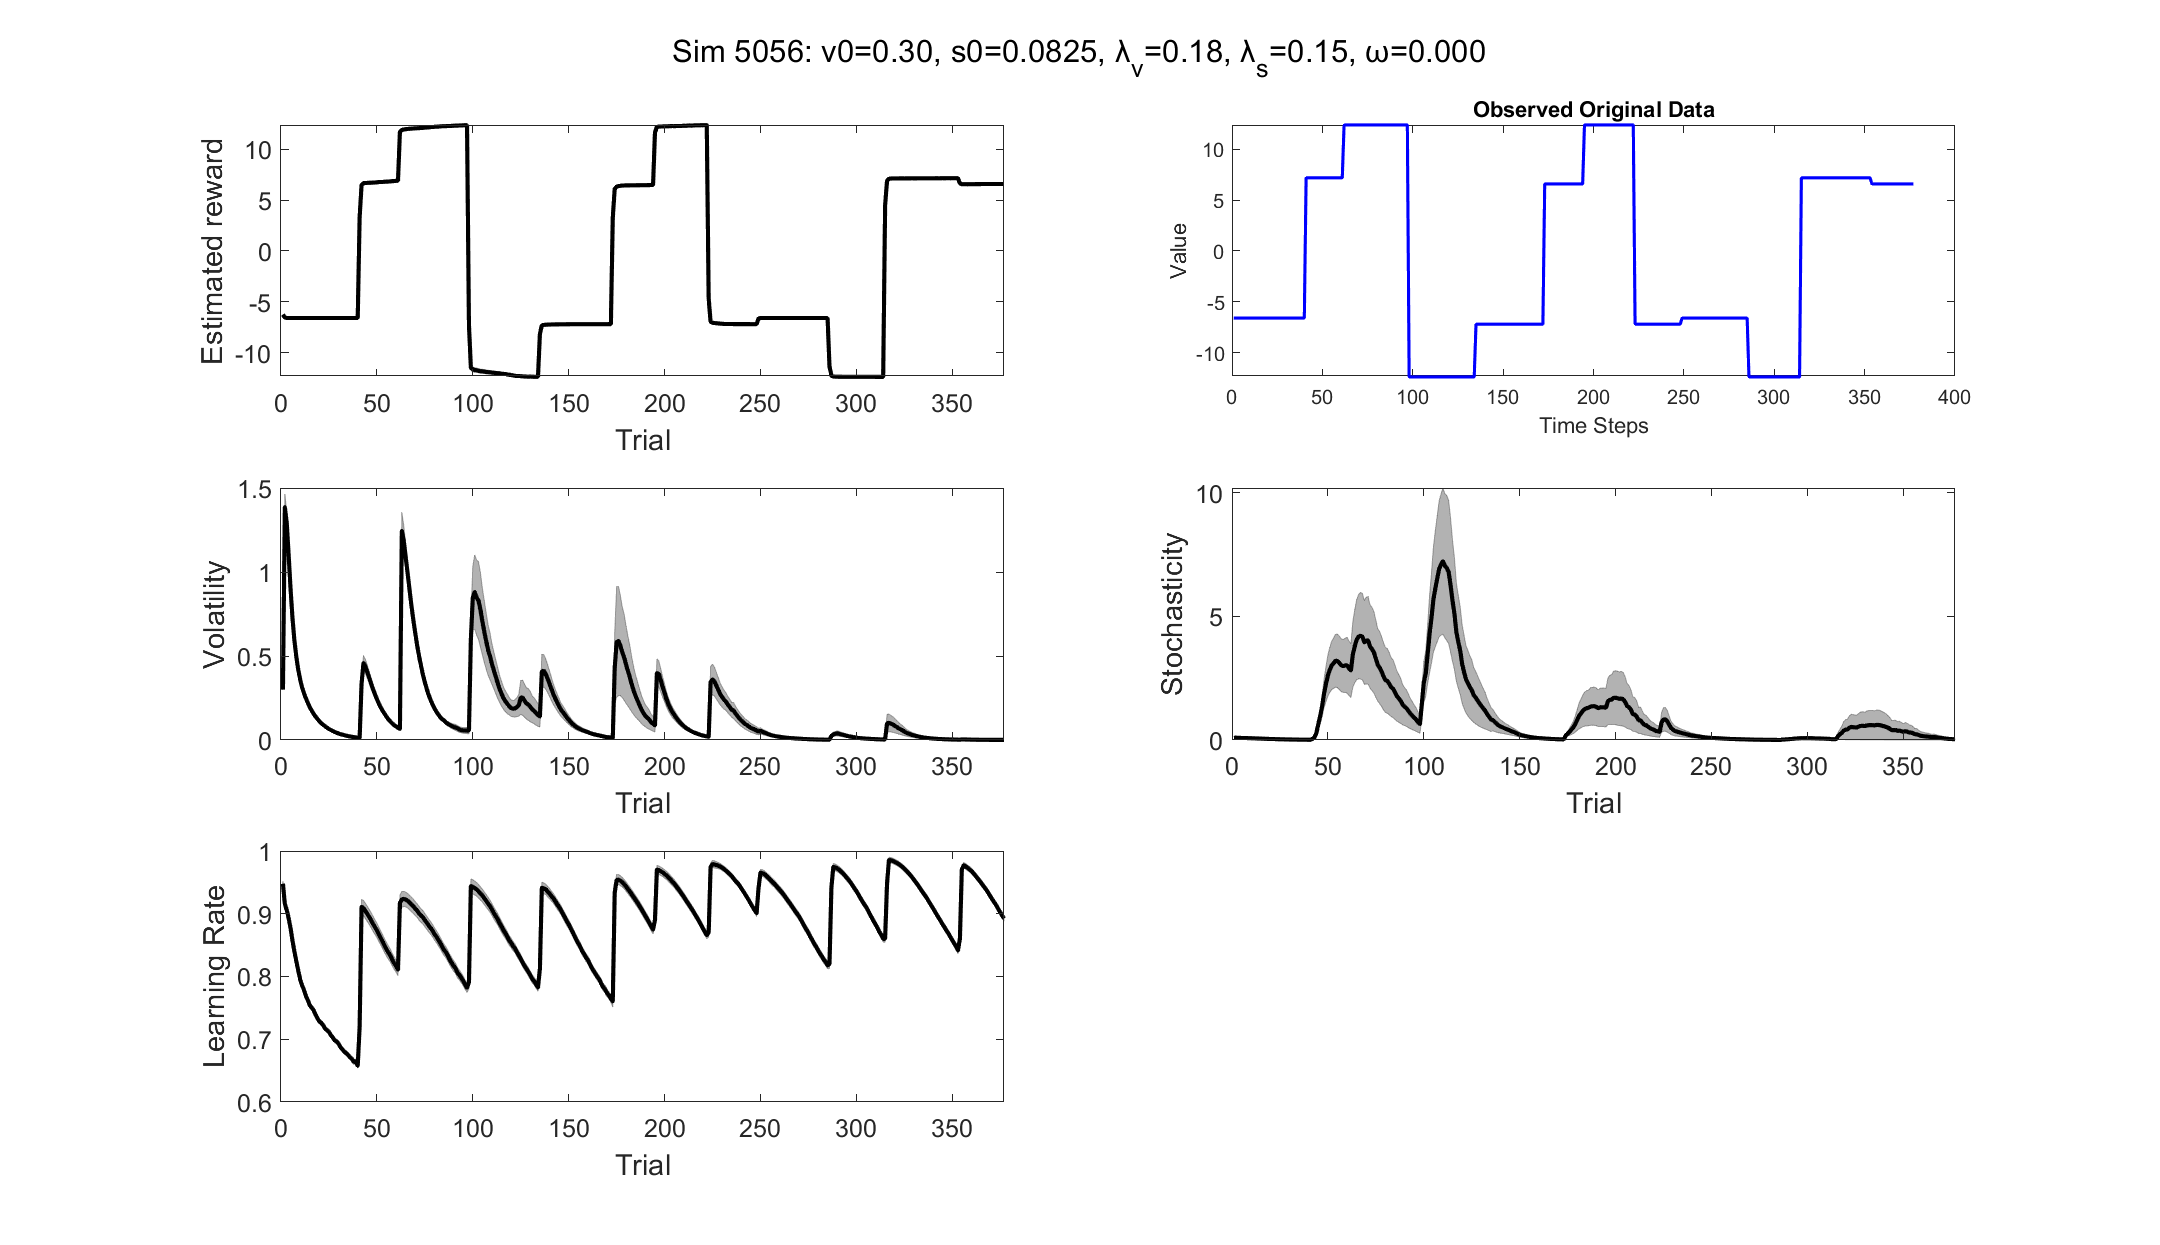 Sim 5056: v0=0.30, s0=0.0825, λ_v=0.18, λ_s=0.15, ω=0.000
Estimated reward
10
5
0
-5
-10
0 50 100 150 200 250 300 350
Trial
Observed Original Data
Value
10
5
0
-5
-10
0 50 100 150 200 250 300 350 400
Time Steps
Volatility
1.5
1
0.5
0
0 50 100 150 200 250 300 350
Trial
Stochasticity
10
5
0
0 50 100 150 200 250 300 350
Trial
Learning Rate
1
0.9
0.8
0.7
0.6
0 50 100 150 200 250 300 350
Trial